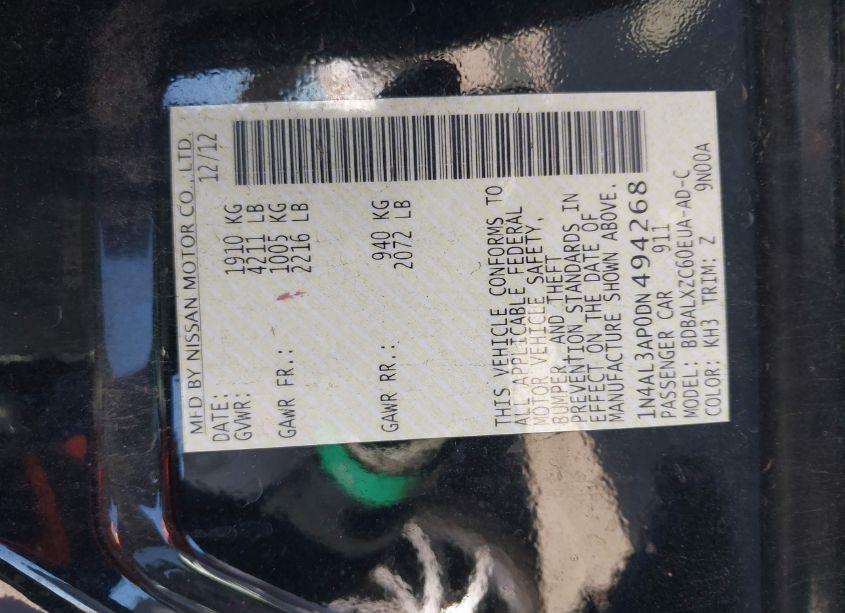 MFD BY NISSAN MOTOR CO., LTD.
DATE: 12/12
GVWR: 1910 KG
4211 LB
GAWR FR.: 1005 KG
2216 LB
GAWR RR.: 940 KG
2072 LB
THIS VEHICLE CONFORMS TO
ALL APPLICABLE FEDERAL
MOTOR VEHICLE SAFETY,
BUMPER AND THEFT
PREVENTION STANDARDS IN
EFFECT ON THE DATE OF
MANUFACTURE SHOWN ABOVE.
1N4AL3AP0DN494268
PASSENGER CAR 911
MODEL: BDBALXZC60EUA-AD-C
COLOR: KH3 TRIM: Z 9N00A